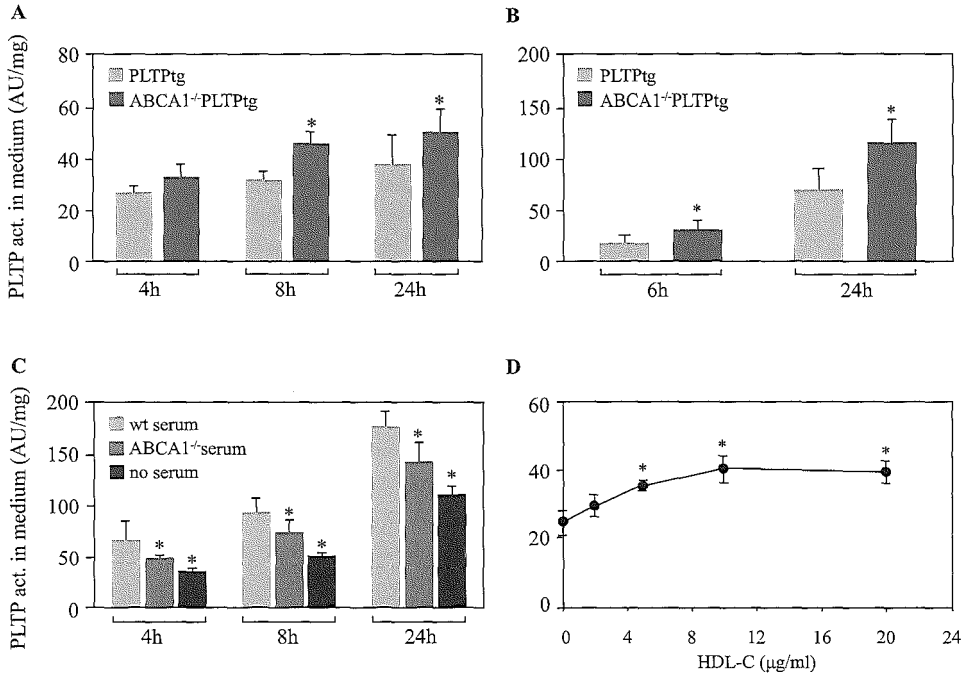 A
PLTP act. in medium (AU/mg)
80
60
40
20
0
PLTPtg
ABCA1-/-PLTPtg
*
*
4h
8h
24h
B
200
150
100
50
0
PLTPtg
ABCA1-/-PLTPtg
*
*
6h
24h
C
PLTP act. in medium (AU/mg)
200
150
100
50
0
wt serum
ABCA1-/-serum
no serum
*
*
*
*
*
*
4h
8h
24h
D
60
40
20
0
*
*
*
0
4
8
12
16
20
24
HDL-C (µg/ml)